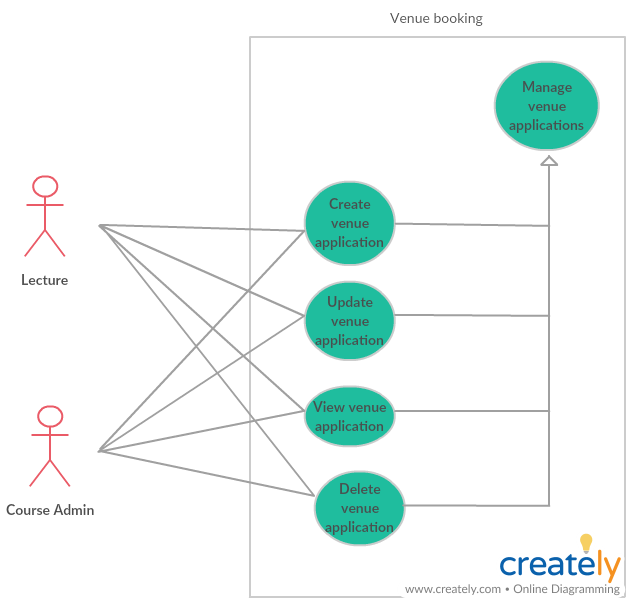 Venue booking
Manage
venue
applications
Create
venue
application
Lecture
Update
venue
application
View venue
application
Course Admin
Delete
venue
application
creately
www.creately.com • Online Diagramming